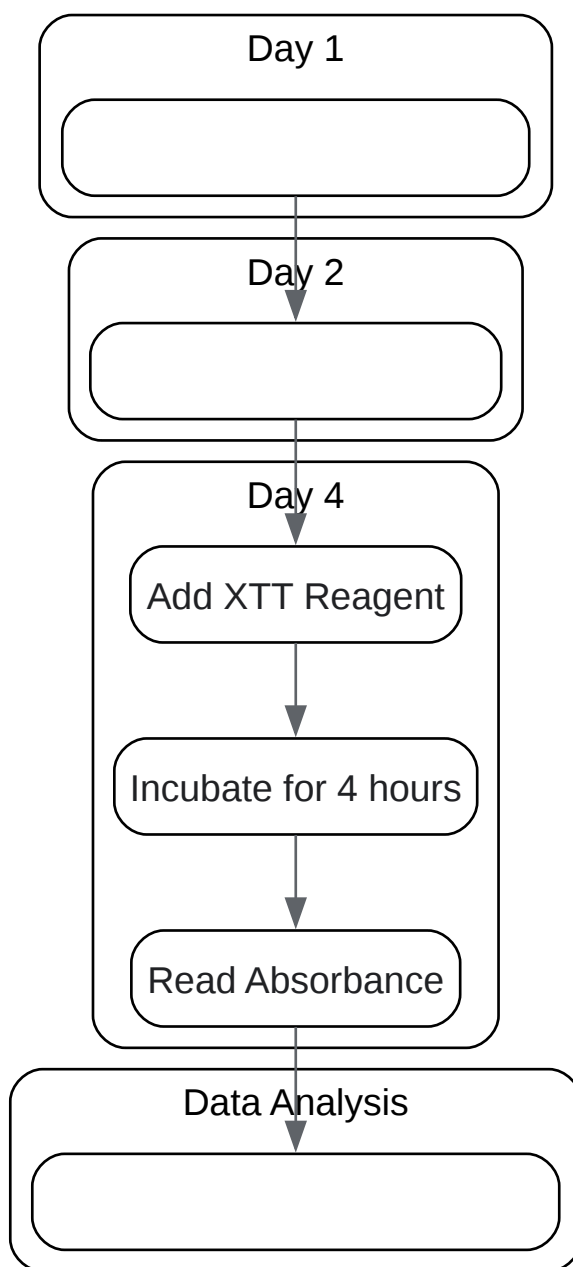 Day 1
Day 2
Day 4
Add XTT Reagent
Incubate for 4 hours
Read Absorbance
Data Analysis